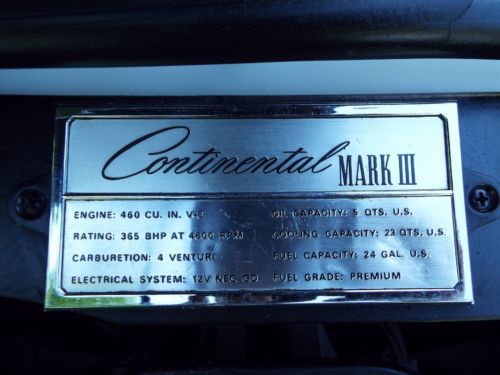 Continental MARK III
ENGINE: 460 CU. IN. V-8
RATING: 365 BHP AT 4600 RPM
CARBURETION: 4 VENTURI
ELECTRICAL SYSTEM: 12V NEG. GD
OIL CAPACITY: 5 QTS. U.S.
COOLING CAPACITY: 23 QTS. U.S.
FUEL CAPACITY: 24 GAL. U.S.
FUEL GRADE: PREMIUM